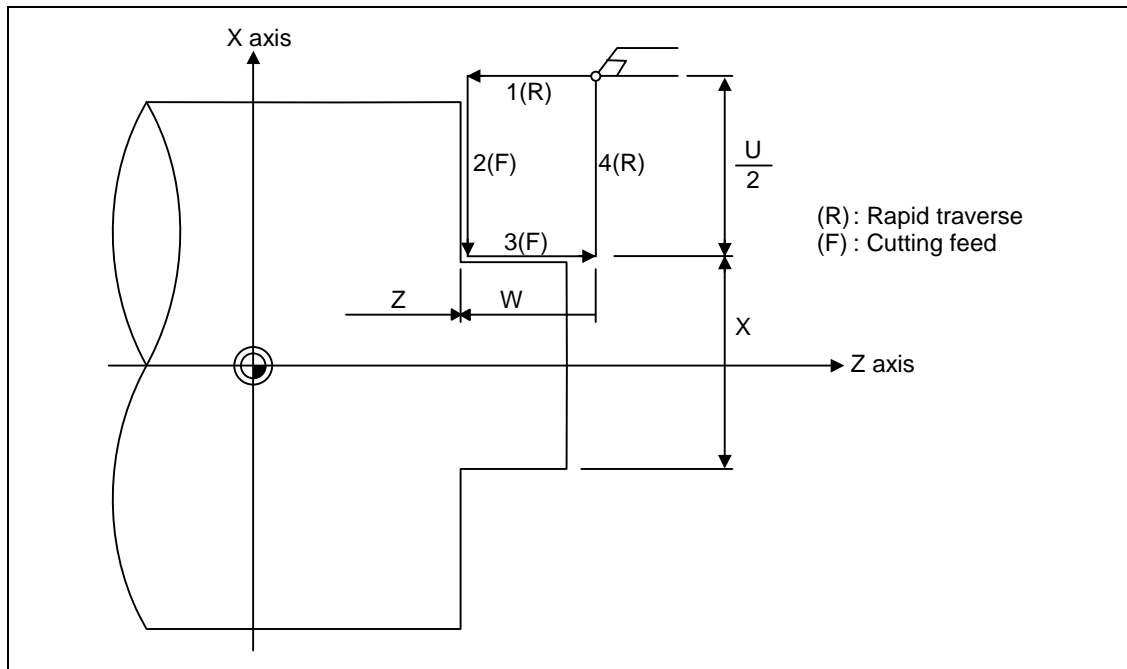 X axis
1(R)
2(F)
4(R)
U
2
(R) : Rapid traverse
(F) : Cutting feed
3(F)
Z
W
X
Z axis